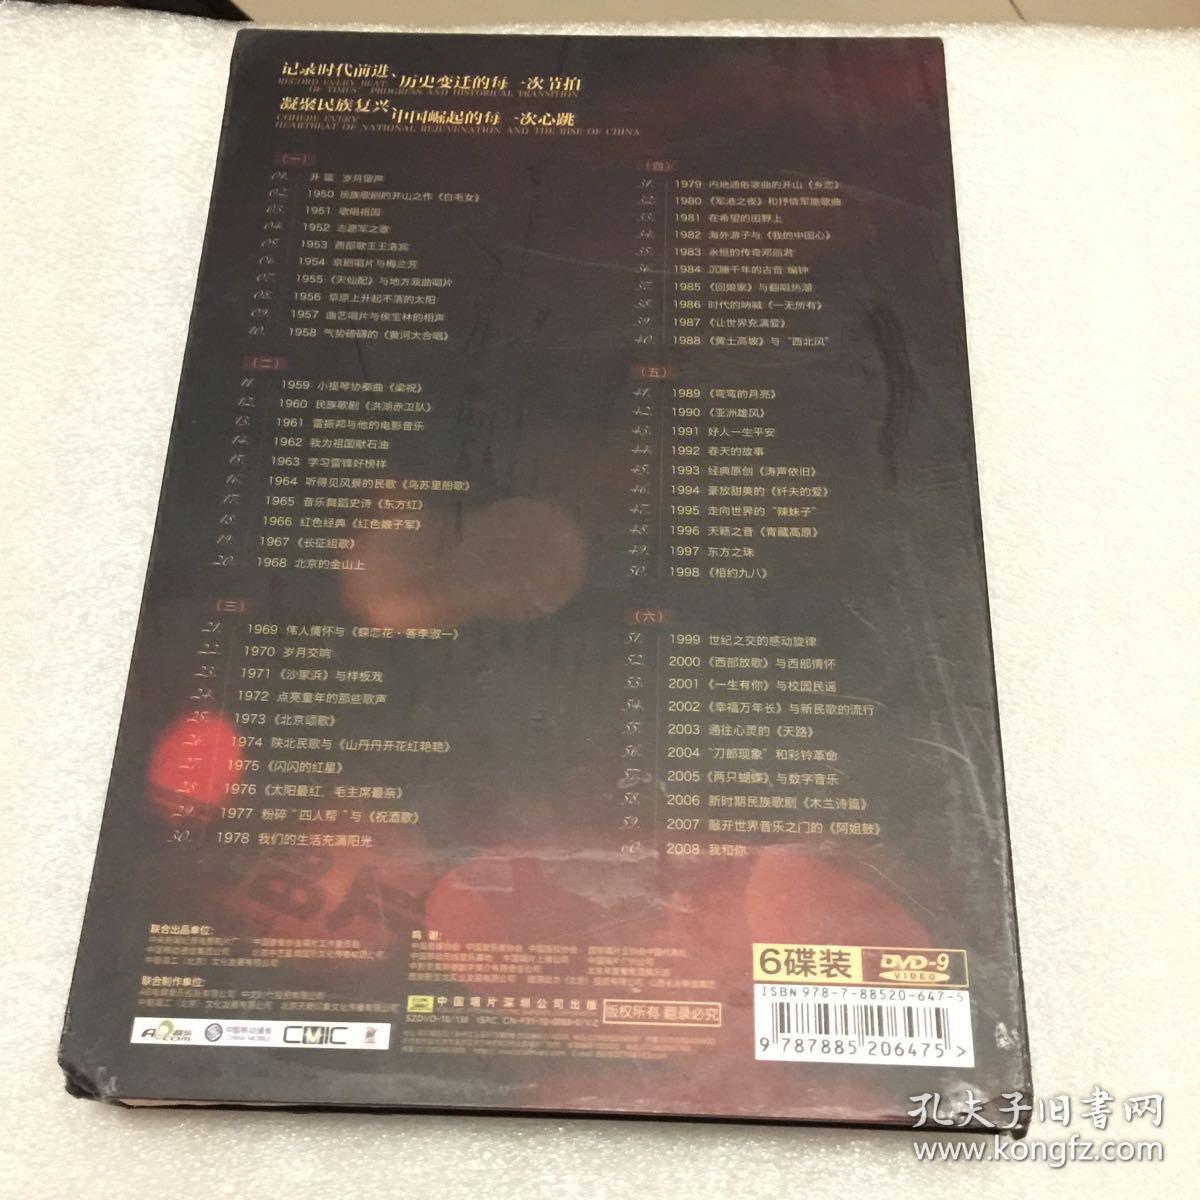 记录时代前进、历史变迁的每一次节拍
RECORD EVERY BEAT
OF TIMES' PROGRESS AND HISTORICAL TRANSITION
凝聚民族复兴、中国崛起的每一次心跳
COHERE EVERY
HEARTBEAT OF NATIONAL REJUVENATION AND THE RISE OF CHINA
(一)
01. 开篇 岁月留声
02. 1950 民族歌剧的开山之作《白毛女》
03. 1951 歌唱祖国
04. 1952 志愿军之歌
05. 1953 西部歌王王洛宾
06. 1954 京剧唱片与梅兰芳
07. 1955《天仙配》与地方戏曲唱片
08. 1956 草原上升起不落的太阳
09. 1957 曲艺唱片与侯宝林的相声
10. 1958 气势磅礴的《黄河大合唱》
(二)
11. 1959 小提琴协奏曲《梁祝》
12. 1960 民族歌剧《洪湖赤卫队》
13. 1961 雷振邦与他的电影音乐
14. 1962 我为祖国献石油
15. 1963 学习雷锋好榜样
16. 1964 听得见风景的民歌《乌苏里船歌》
17. 1965 音乐舞蹈史诗《东方红》
18. 1966 红色经典《红色娘子军》
19. 1967《长征组歌》
20. 1968 北京的金山上
(三)
21. 1969 伟人情怀与《蝶恋花·答李淑一》
22. 1970 岁月交响
23. 1971《沙家浜》与样板戏
24. 1972 点亮童年的那些歌声
25. 1973《北京颂歌》
26. 1974 陕北民歌与《山丹丹开花红艳艳》
27. 1975《闪闪的红星》
28. 1976《太阳最红 毛主席最亲》
29. 1977 粉碎"四人帮"与《祝酒歌》
30. 1978 我们的生活充满阳光
(四)
31. 1979 内地通俗歌曲的开山《乡恋》
32. 1980《军港之夜》和抒情军旅歌曲
33. 1981 在希望的田野上
34. 1982 海外游子与《我的中国心》
35. 1983 永恒的传奇邓丽君
36. 1984 沉睡千年的古音 编钟
37. 1985《回娘家》与翻唱热潮
38. 1986 时代的呐喊《一无所有》
39. 1987《让世界充满爱》
40. 1988《黄土高坡》与"西北风"
(五)
41. 1989《弯弯的月亮》
42. 1990《亚洲雄风》
43. 1991 好人一生平安
44. 1992 春天的故事
45. 1993 经典原创《涛声依旧》
46. 1994 豪放甜美的《纤夫的爱》
47. 1995 走向世界的"辣妹子"
48. 1996 天籁之音《青藏高原》
49. 1997 东方之珠
50. 1998《相约九八》
(六)
51. 1999 世纪之交的感动旋律
52. 2000《西部放歌》与西部情怀
53. 2001《一生有你》与校园民谣
54. 2002《幸福万年长》与新民歌的流行
55. 2003 通往心灵的《天路》
56. 2004 "刀郎现象"和彩铃革命
57. 2005《两只蝴蝶》与数字音乐
58. 2006 新时期民族歌剧《木兰诗篇》
59. 2007 敲开世界音乐之门的《阿姐鼓》
60. 2008 我和你
联合出品单位:
联合制作单位:
鸣谢:
中国唱片深圳公司出版
版权所有 翻录必究
中国移动通信
CHINA MOBILE
CMIC
6碟装
DVD-9
VIDEO
ISBN 978-7-88520-647-5
9 787885 206475 >
孔夫子旧书网
www.kongfz.com